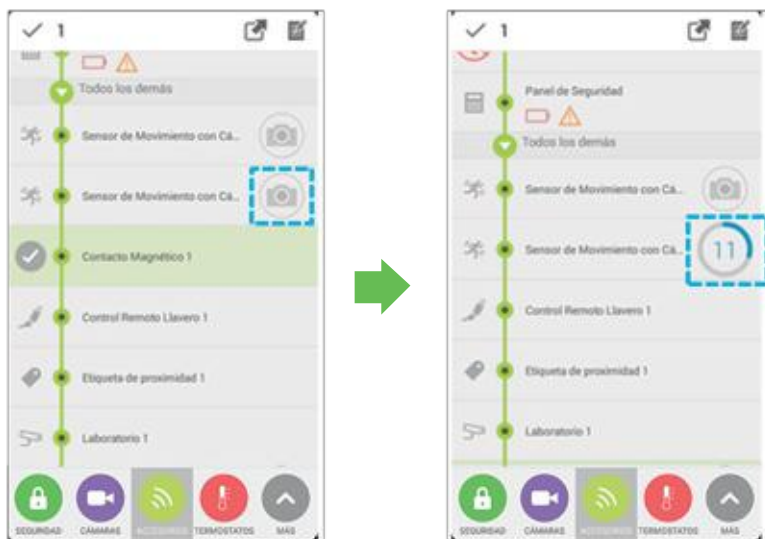 1
Todos los demás
Sensor de Movimiento con Cá...
Sensor de Movimiento con Cá...
Contacto Magnético 1
Control Remoto Llavero 1
Etiqueta de proximidad 1
Laboratorio 1
SEGURIDAD
CÁMARAS
ACCESORIOS
TERMOSTATOS
MÁS
1
Panel de Seguridad
Todos los demás
Sensor de Movimiento con Cá...
Sensor de Movimiento con Cá...
11
Control Remoto Llavero 1
Etiqueta de proximidad 1
Laboratorio 1
SEGURIDAD
CÁMARAS
ACCESORIOS
TERMOSTATOS
MÁS